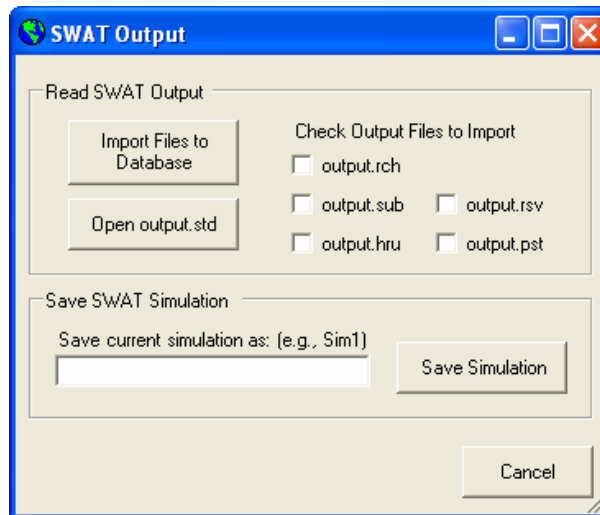 SWAT Output
Read SWAT Output
Import Files to
Database
Open output.std
Check Output Files to Import
output.rch
output.sub
output.rsv
output.hru
output.pst
Save SWAT Simulation
Save current simulation as: (e.g., Sim1)
Save Simulation
Cancel